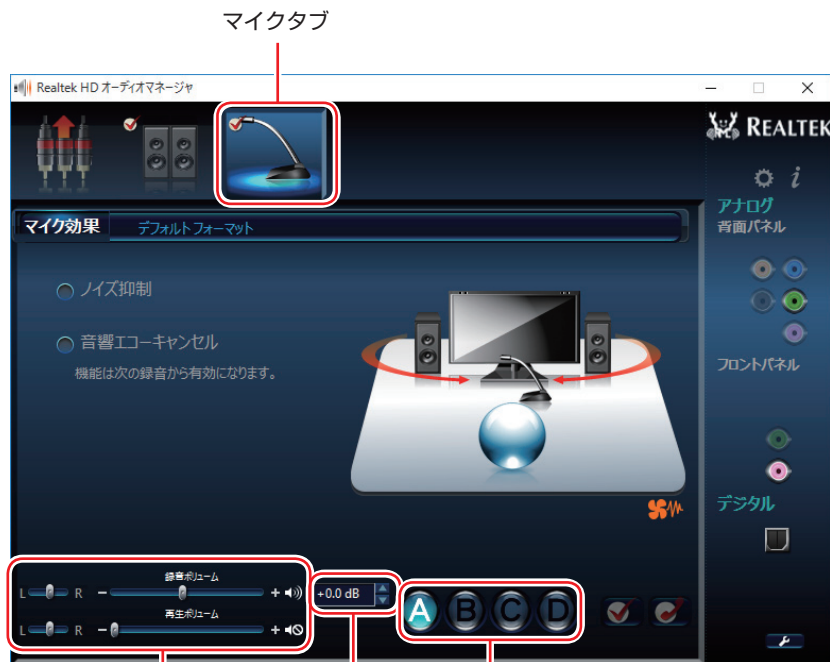 マイクタブ
Realtek HD オーディオマネージャ
REALTEK
i
アナログ
背面パネル
マイク効果 デフォルトフォーマット
ノイズ抑制
音響エコーキャンセル
機能は次の録音から有効になります。
フロントパネル
デジタル
録音ボリューム
L R - + +0.0 dB
再生ボリューム
L R - +
A B C D